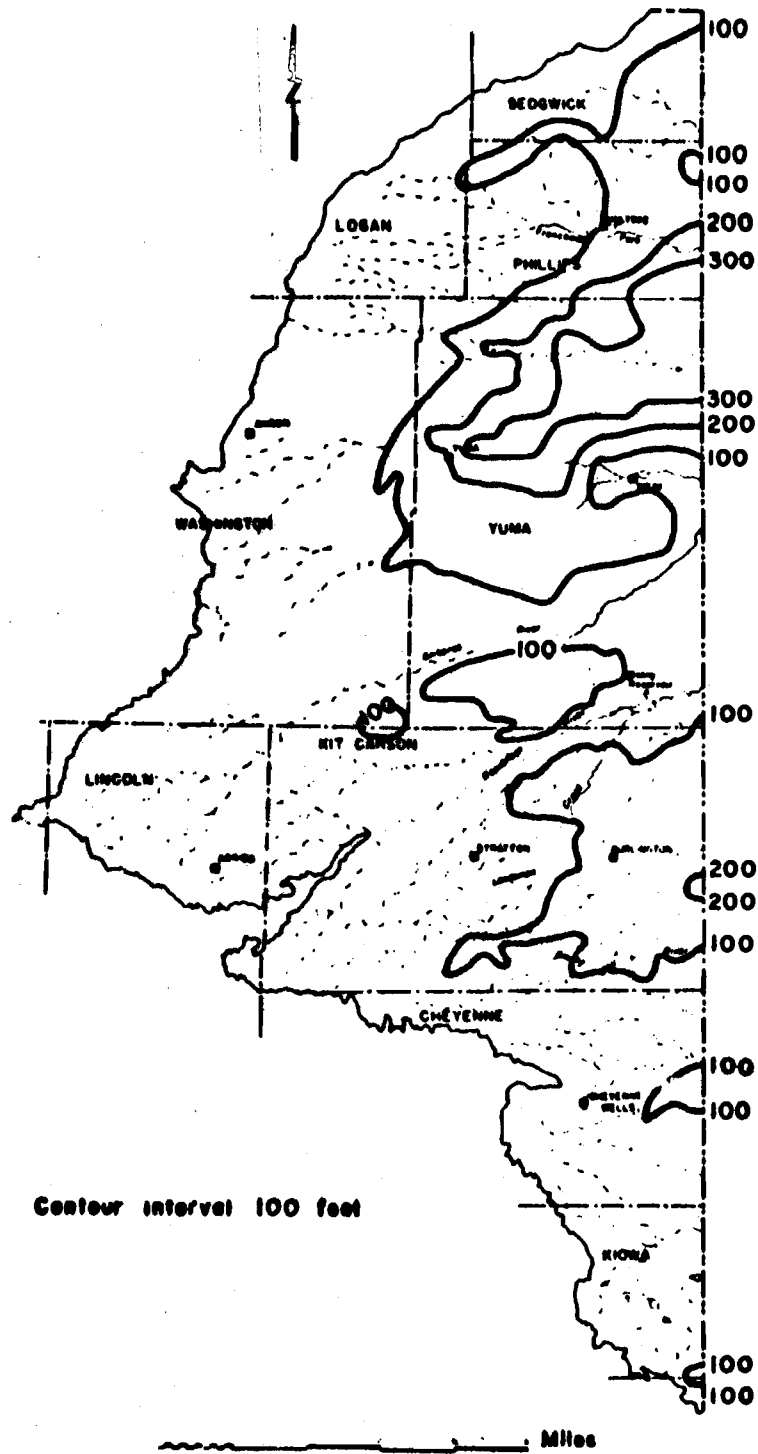 100
N
SEDGWICK
100
100
LOGAN
200
PHILLIPS
300
300
200
100
WASHINGTON
YUMA
100
100
100
KIT CARSON
LINCOLN
STRATTON
200
200
100
CHEYENNE
100
CHEYENNE
WELLS
100
Contour interval 100 feet
KIOWA
100
100
Miles